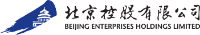 北京控股有限公司
BEIJING ENTERPRISES HOLDINGS LIMITED